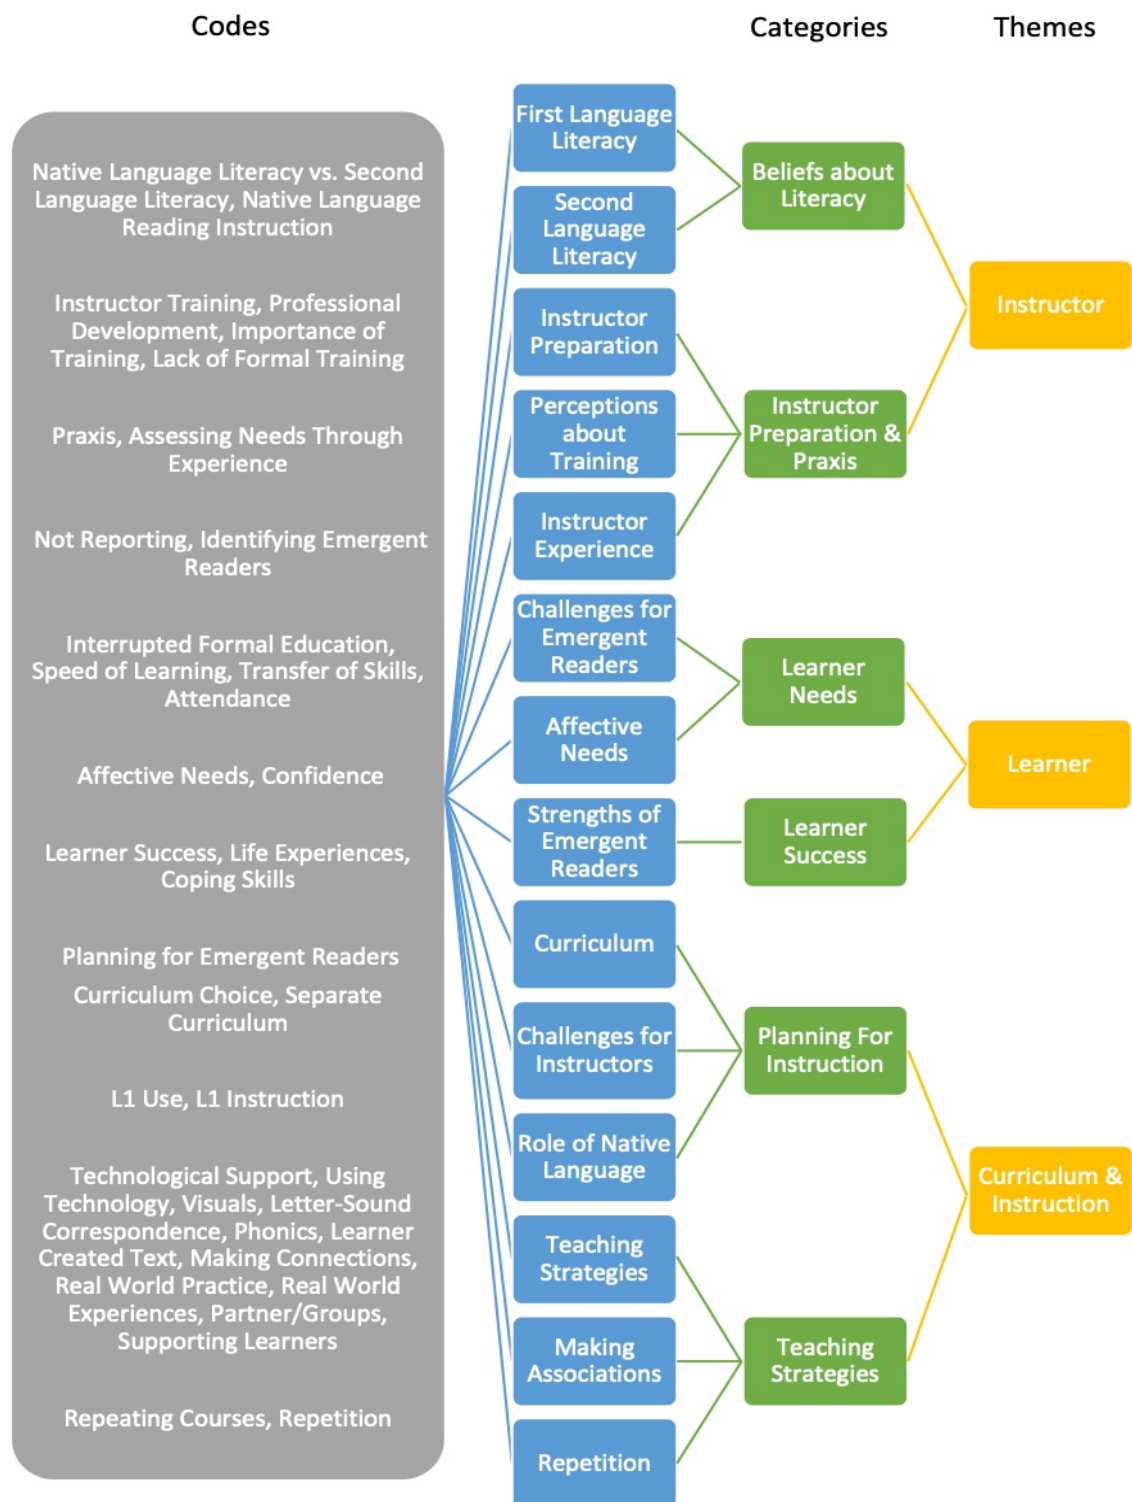 Codes
Categories
Themes
Native Language Literacy vs. Second
Language Literacy, Native Language
Reading Instruction
Instructor Training, Professional
Development, Importance of
Training, Lack of Formal Training
Praxis, Assessing Needs Through
Experience
Not Reporting, Identifying Emergent
Readers
Interrupted Formal Education,
Speed of Learning, Transfer of Skills,
Attendance
Affective Needs, Confidence
Learner Success, Life Experiences,
Coping Skills
Planning for Emergent Readers
Curriculum Choice, Separate
Curriculum
L1 Use, L1 Instruction
Technological Support, Using
Technology, Visuals, Letter-Sound
Correspondence, Phonics, Learner
Created Text, Making Connections,
Real World Practice, Real World
Experiences, Partner/Groups,
Supporting Learners
Repeating Courses, Repetition
First Language
Literacy
Second
Language
Literacy
Instructor
Preparation
Perceptions
about
Training
Instructor
Experience
Challenges for
Emergent
Readers
Affective
Needs
Strengths of
Emergent
Readers
Curriculum
Challenges for
Instructors
Role of Native
Language
Teaching
Strategies
Making
Associations
Repetition
Beliefs about
Literacy
Instructor
Preparation &
Praxis
Learner
Needs
Learner
Success
Planning For
Instruction
Teaching
Strategies
Instructor
Learner
Curriculum &
Instruction